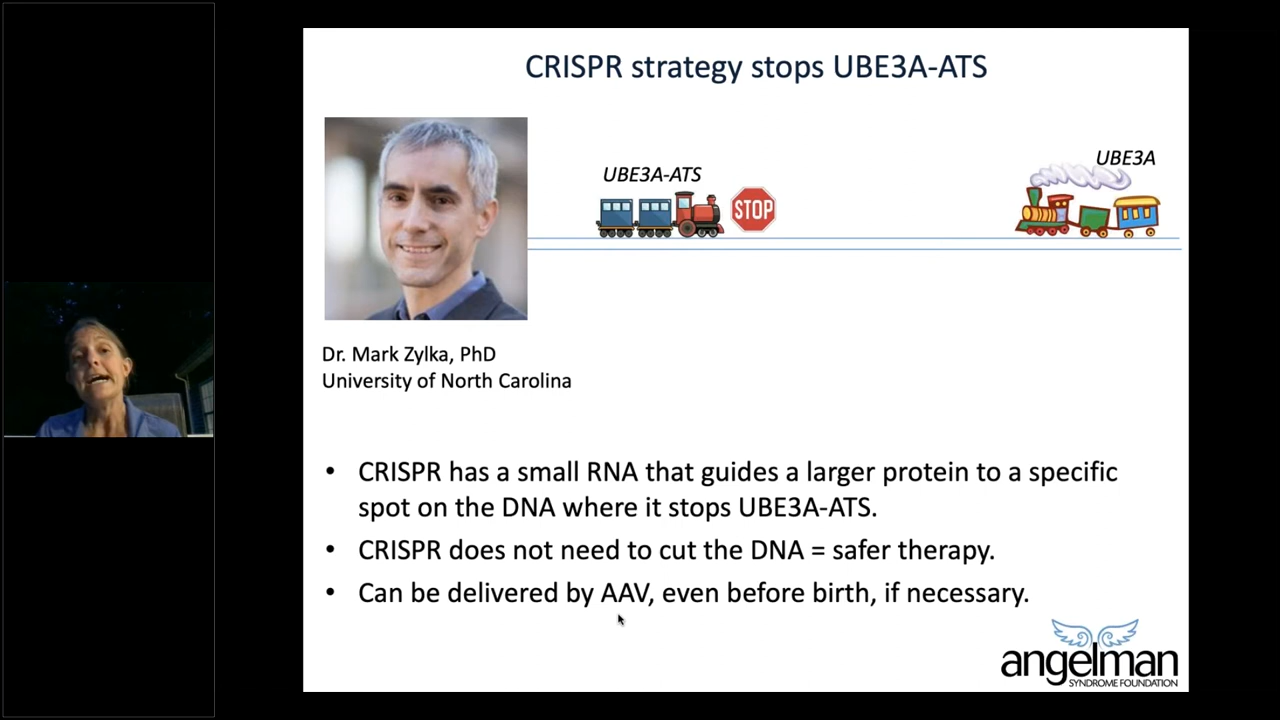 CRISPR strategy stops UBE3A-ATS
UBE3A-ATS
STOP
UBE3A
Dr. Mark Zylka, PhD
University of North Carolina
• CRISPR has a small RNA that guides a larger protein to a specific
spot on the DNA where it stops UBE3A-ATS.
• CRISPR does not need to cut the DNA = safer therapy.
• Can be delivered by AAV, even before birth, if necessary.
angelman
SYNDROME FOUNDATION